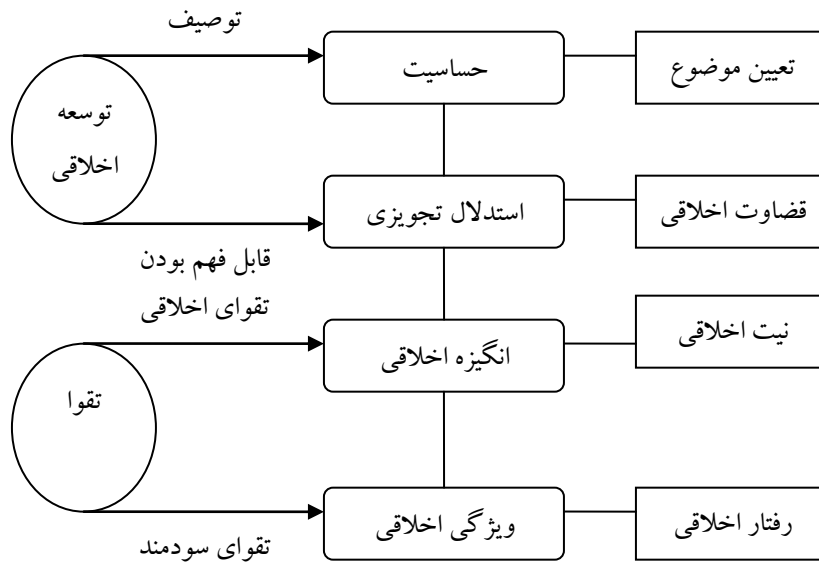 توصیف
حساسیت
تعیین موضوع
توسعه
اخلاقی
استدلال تجویزی
قضاوت اخلاقی
قابل فهم بودن
تقوای اخلاقی
انگیزه اخلاقی
نیت اخلاقی
تقوا
ویژگی اخلاقی
رفتار اخلاقی
تقوای سودمند